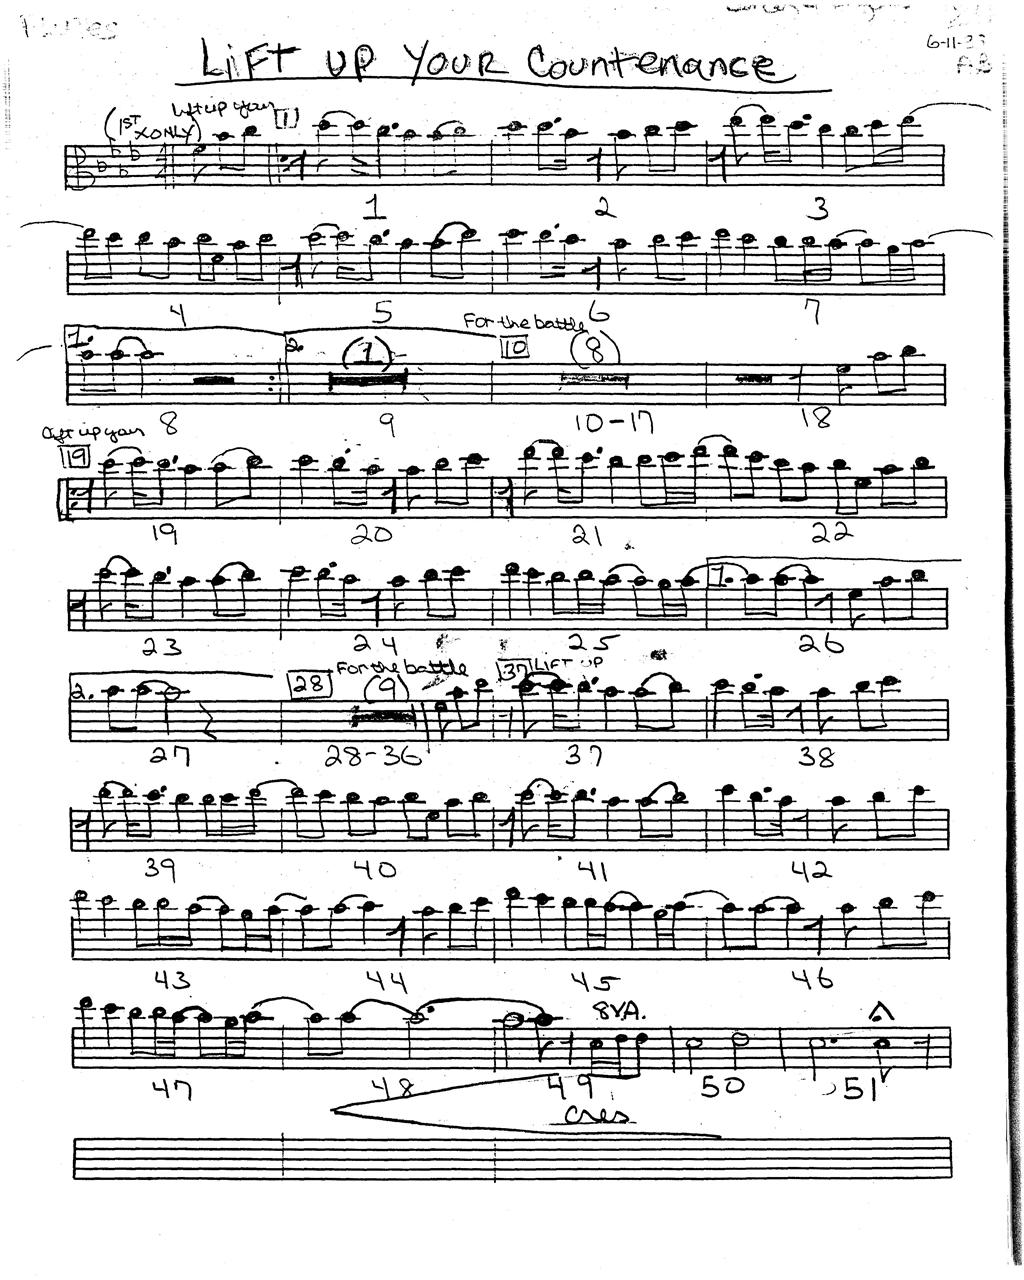 6-11-23
LiFT UP YOUR Countenance
AB
Lift up your
(1ST X ONLY) 1
1 2 3
4 5 6 7
For the battle
1. 2. (1) 10 (8)
8 9 10-17 18
Lift up your
19
19 20 21 22
1.
23 24 25 26
For the battle LIFT UP
2. 28 (9) 37
27 28-36 37 38
39 40 41 42
43 44 45 46
8VA.
47 48 49 50 51
Cres